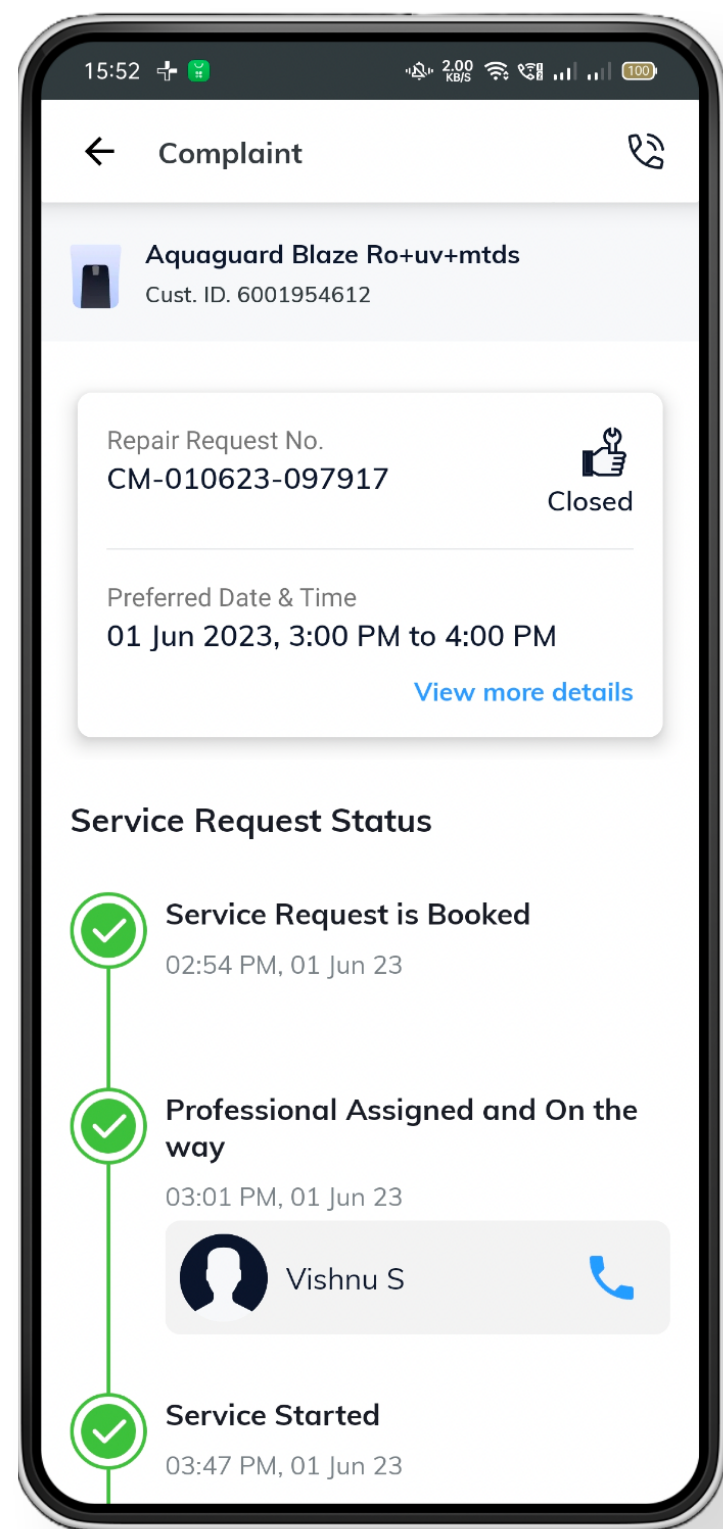 15:52
2.00
KB/S
100
Complaint
Aquaguard Blaze Ro+uv+mtds
Cust. ID. 6001954612
Repair Request No.
CM-010623-097917
Closed
Preferred Date & Time
01 Jun 2023, 3:00 PM to 4:00 PM
View more details
Service Request Status
Service Request is Booked
02:54 PM, 01 Jun 23
Professional Assigned and On the
way
03:01 PM, 01 Jun 23
Vishnu S
Service Started
03:47 PM, 01 Jun 23